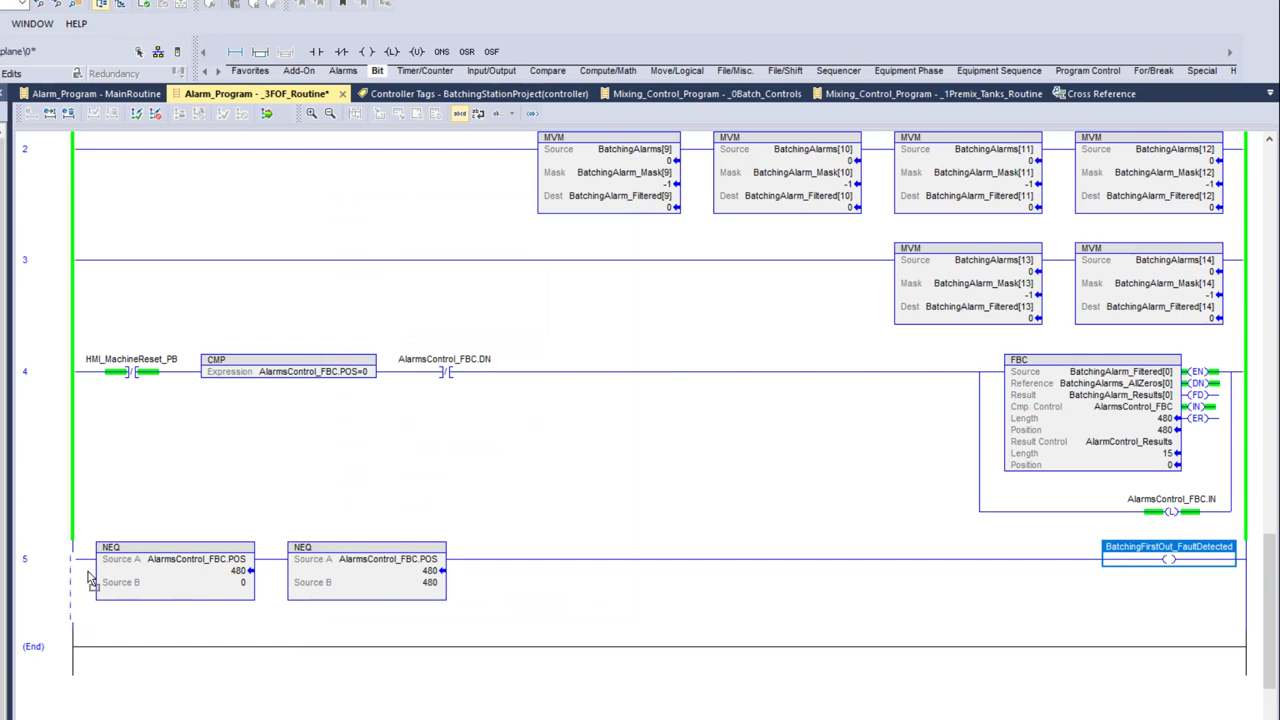 WINDOW HELP
plane\0*
ONS OSR OSF
Edits Redundancy Favorites Add-On Alarms Bit Timer/Counter Input/Output Compare Compute/Math Move/Logical File/Misc. File/Shift Sequencer Equipment Phase Equipment Sequence Program Control For/Break Special H
Alarm_Program - MainRoutine Alarm_Program - _3FOF_Routine* × Controller Tags - BatchingStationProject(controller) Mixing_Control_Program - _0Batch_Controls Mixing_Control_Program - _1Premix_Tanks_Routine Cross Reference
abcd
2
MVM MVM MVM MVM
Source BatchingAlarms[9] Source BatchingAlarms[10] Source BatchingAlarms[11] Source BatchingAlarms[12]
0 0 0 0
Mask BatchingAlarm_Mask[9] Mask BatchingAlarm_Mask[10] Mask BatchingAlarm_Mask[11] Mask BatchingAlarm_Mask[12]
-1 -1 -1 -1
Dest BatchingAlarm_Filtered[9] Dest BatchingAlarm_Filtered[10] Dest BatchingAlarm_Filtered[11] Dest BatchingAlarm_Filtered[12]
0 0 0 0
3
MVM MVM
Source BatchingAlarms[13] Source BatchingAlarms[14]
0 0
Mask BatchingAlarm_Mask[13] Mask BatchingAlarm_Mask[14]
-1 -1
Dest BatchingAlarm_Filtered[13] Dest BatchingAlarm_Filtered[14]
0 0
4
HMI_MachineReset_PB CMP AlarmsControl_FBC.DN
Expression AlarmsControl_FBC.POS=0
FBC
Source BatchingAlarm_Filtered[0] EN
Reference BatchingAlarms_AllZeros[0] DN
Result BatchingAlarm_Results[0] FD
Cmp. Control AlarmsControl_FBC IN
Length 480 ER
Position 480
Result Control AlarmControl_Results
Length 15
Position 0
AlarmsControl_FBC.IN
L
5
NEQ NEQ BatchingFirstOut_FaultDetected
Source A AlarmsControl_FBC.POS Source A AlarmsControl_FBC.POS
480 480
Source B 0 Source B 480
(End)